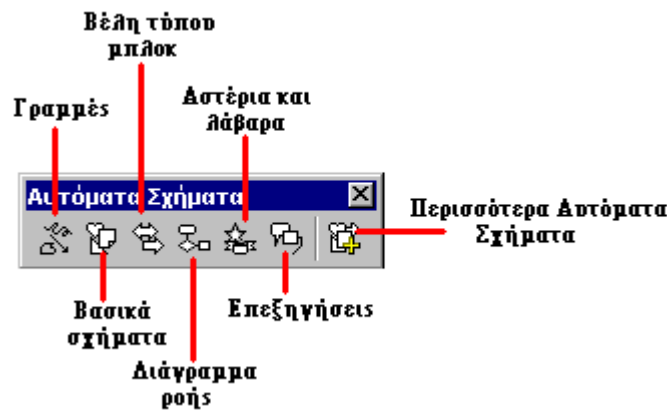 Βέλη τύπου
μπλοκ
Αστέρια και
λάβαρα
Γραμμές
Αυτόματα Σχήματα
Περισσότερα Αυτόματα
Σχήματα
Βασικά
σχήματα
Επεξηγήσεις
Διάγραμμα
ροής